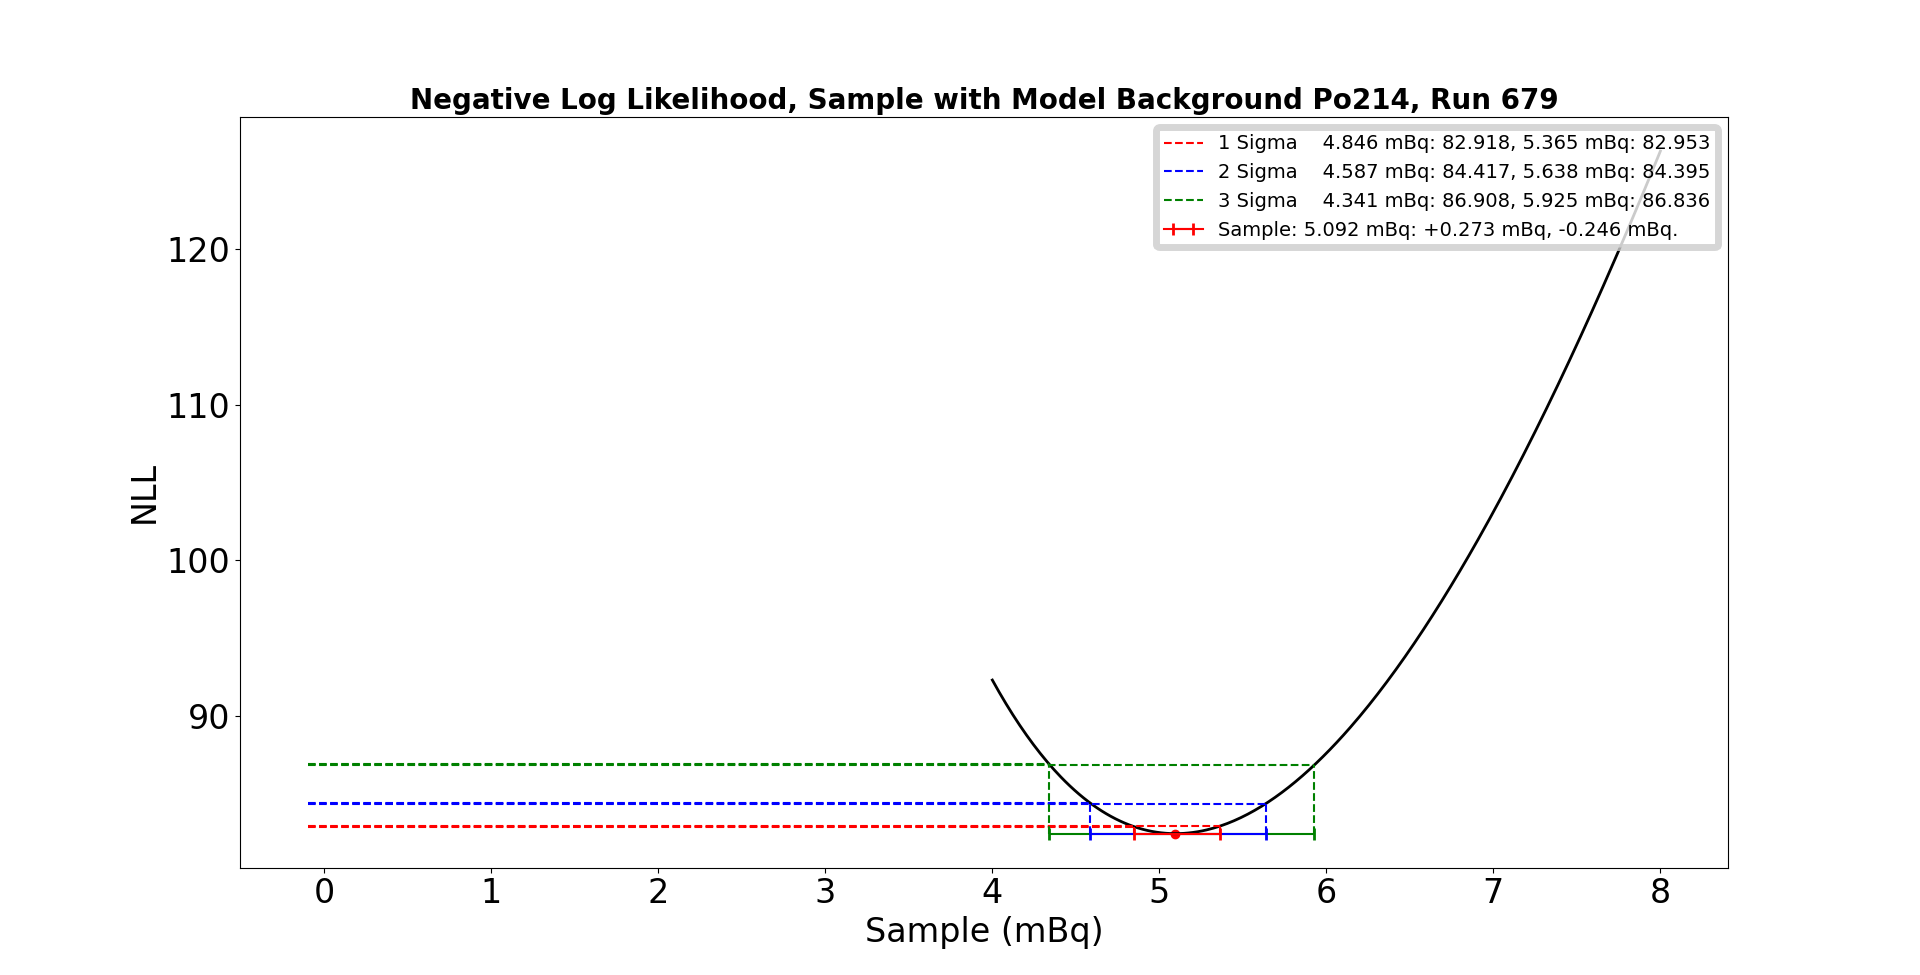 Negative Log Likelihood, Sample with Model Background Po214, Run 679
1 Sigma    4.846 mBq: 82.918, 5.365 mBq: 82.953
2 Sigma    4.587 mBq: 84.417, 5.638 mBq: 84.395
3 Sigma    4.341 mBq: 86.908, 5.925 mBq: 86.836
Sample: 5.092 mBq: +0.273 mBq, -0.246 mBq.
120
110
100
90
NLL
0 1 2 3 4 5 6 7 8
Sample (mBq)